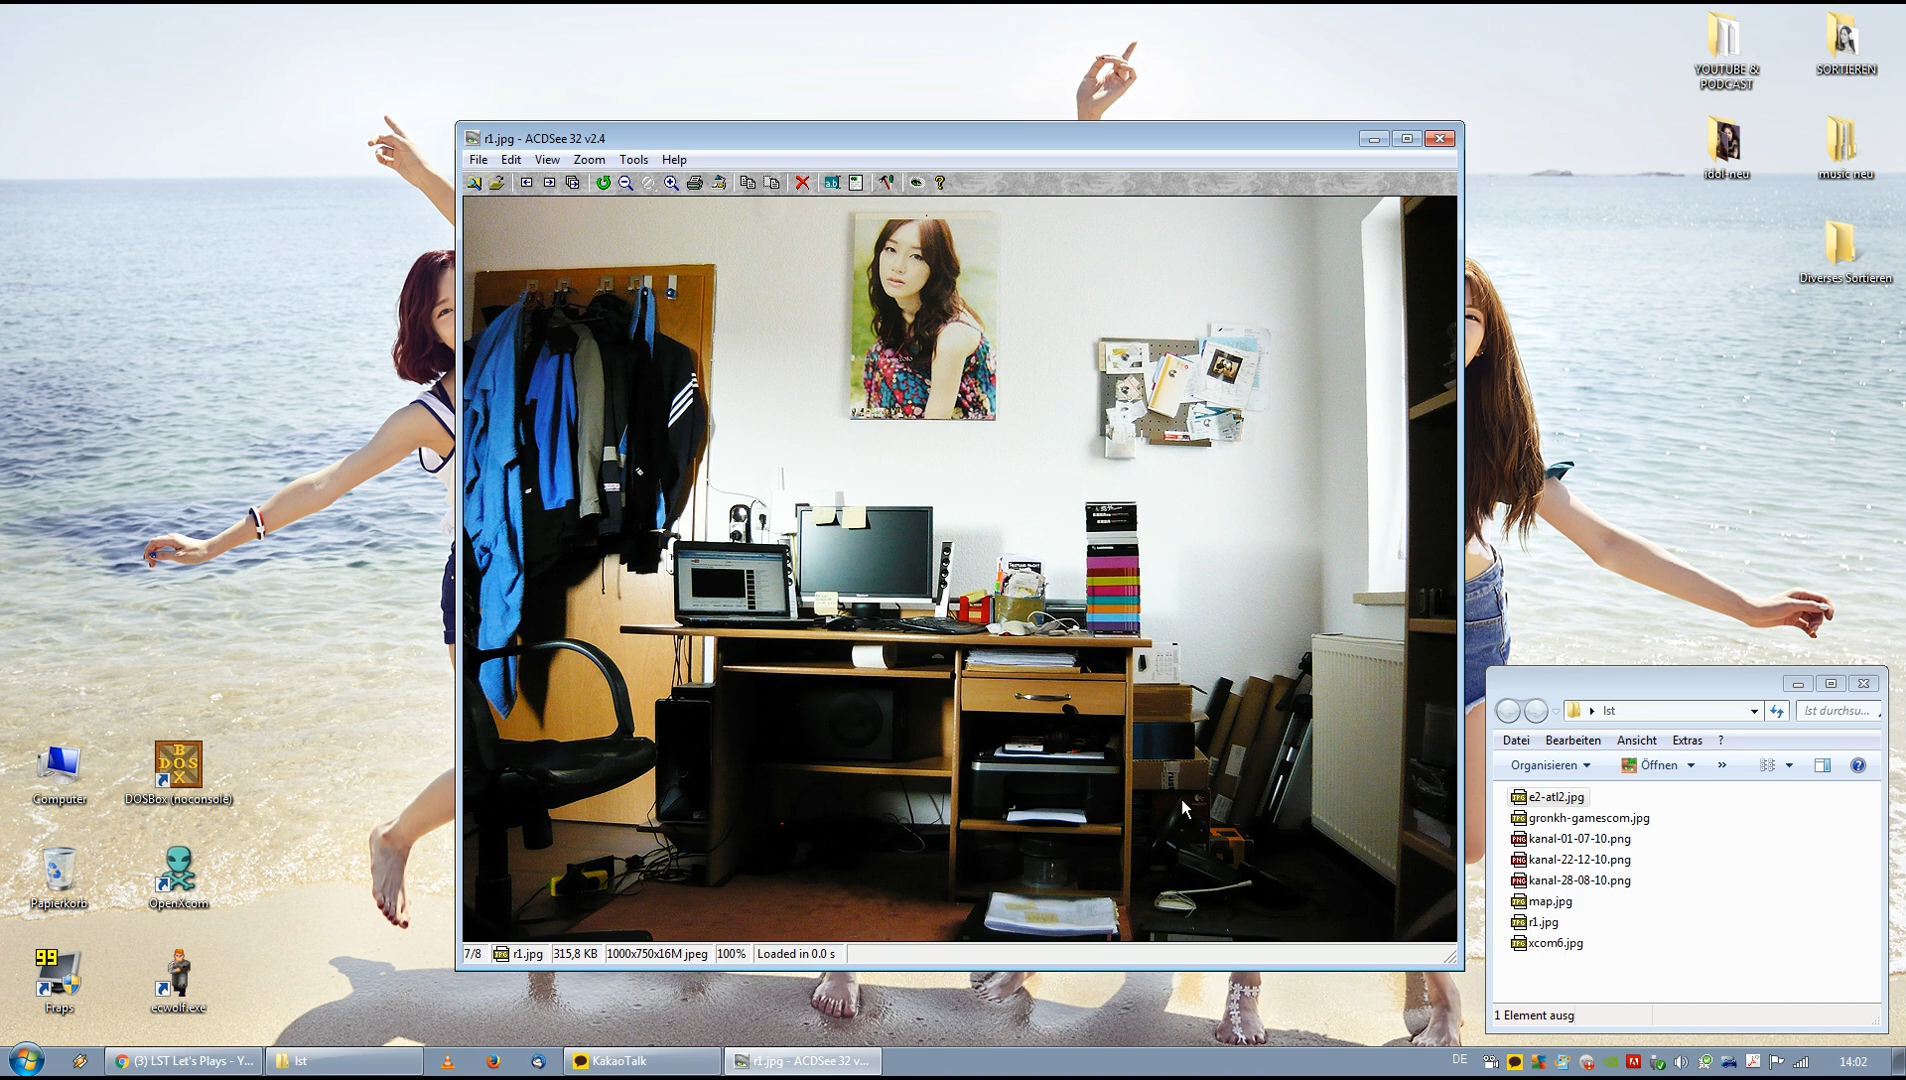 YOUTUBE &
PODCAST
SORTIEREN
idol-neu
music neu
Diverses Sortieren
r1.jpg - ACDSee 32 v2.4
File Edit View Zoom Tools Help
7/8 r1.jpg 315,8 KB 1000x750x16M jpeg 100% Loaded in 0.0 s
lst
lst durchsu...
Datei Bearbeiten Ansicht Extras ?
Organisieren Öffnen »
e2-atl2.jpg
gronkh-gamescom.jpg
kanal-01-07-10.png
kanal-22-12-10.png
kanal-28-08-10.png
map.jpg
r1.jpg
xcom6.jpg
1 Element ausg
Computer
DOSBox (noconsole)
Papierkorb
OpenXcom
99
Fraps
ecwolf.exe
(3) LST Let's Plays - Y...
lst
KakaoTalk
r1.jpg - ACDSee 32 v...
DE
14:02